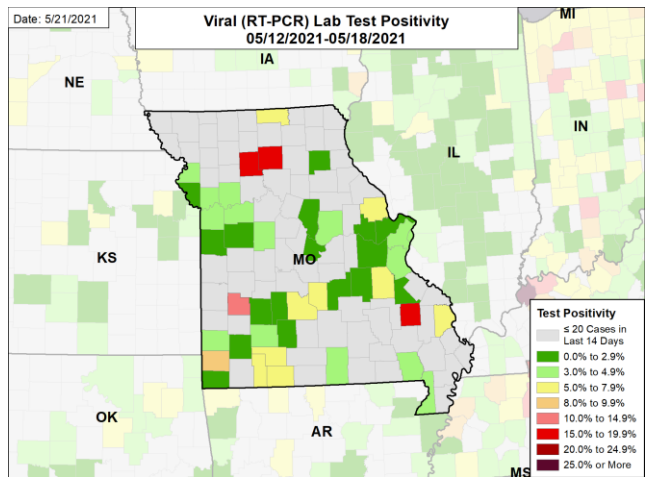 Date: 5/21/2021
Viral (RT-PCR) Lab Test Positivity
05/12/2021-05/18/2021
MI
NE
IA
IL
IN
KS
MO
OK
AR
MS
Test Positivity
≤ 20 Cases in
Last 14 Days
0.0% to 2.9%
3.0% to 4.9%
5.0% to 7.9%
8.0% to 9.9%
10.0% to 14.9%
15.0% to 19.9%
20.0% to 24.9%
25.0% or More